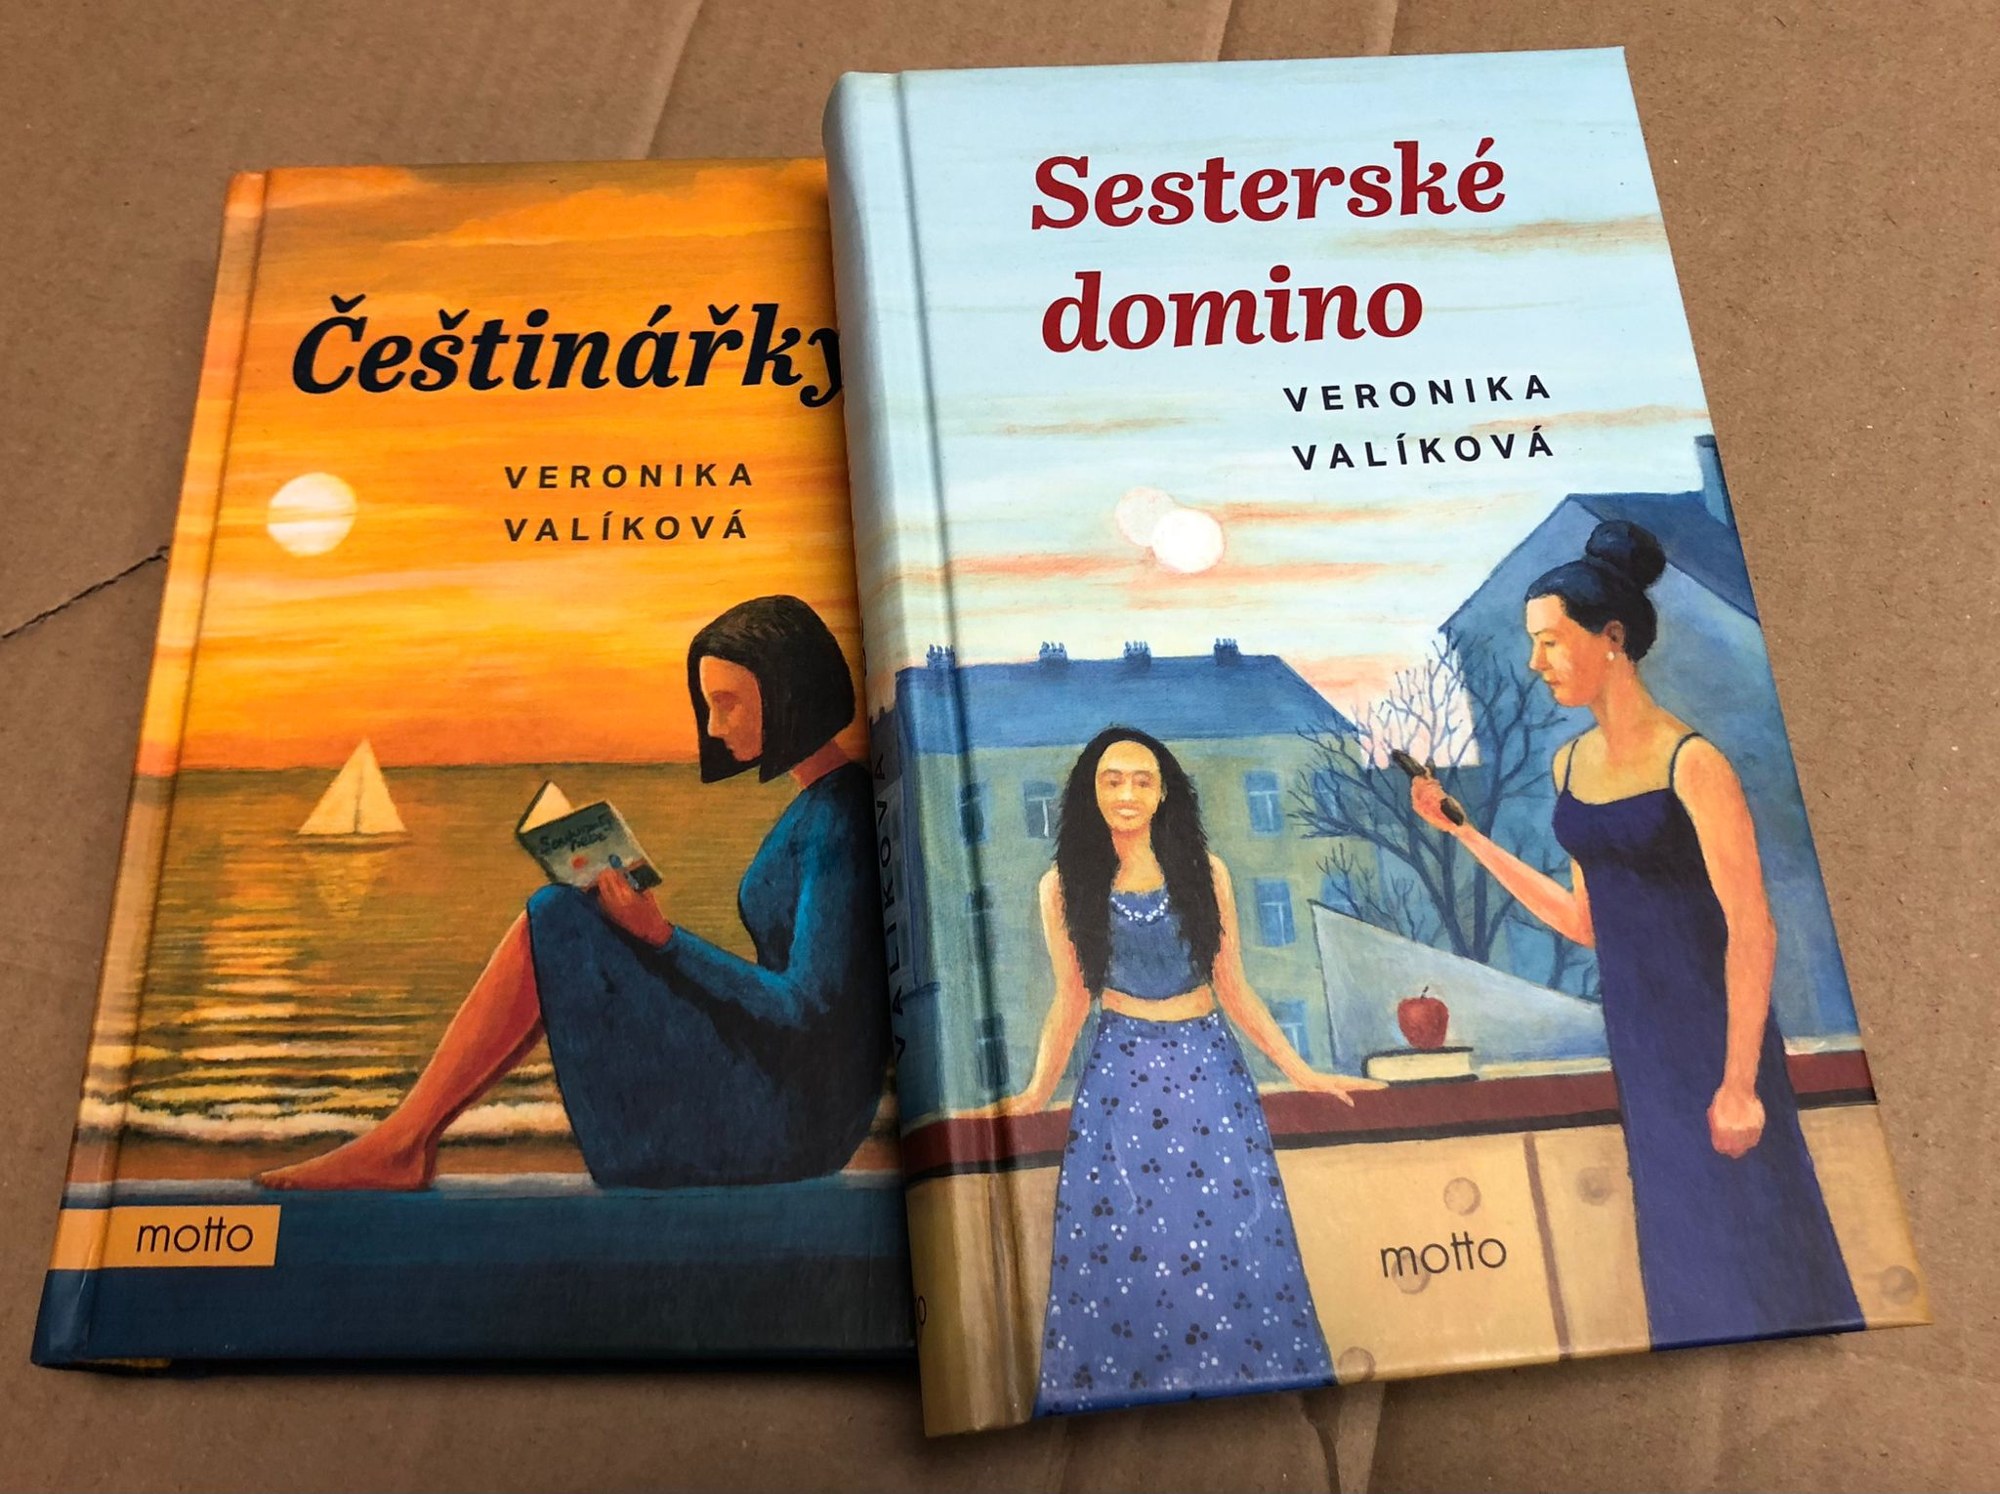 Češtinářky
VERONIKA
VALÍKOVÁ
motto
Sesterské
domino
VERONIKA
VALÍKOVÁ
motto
VALÍKOVÁ